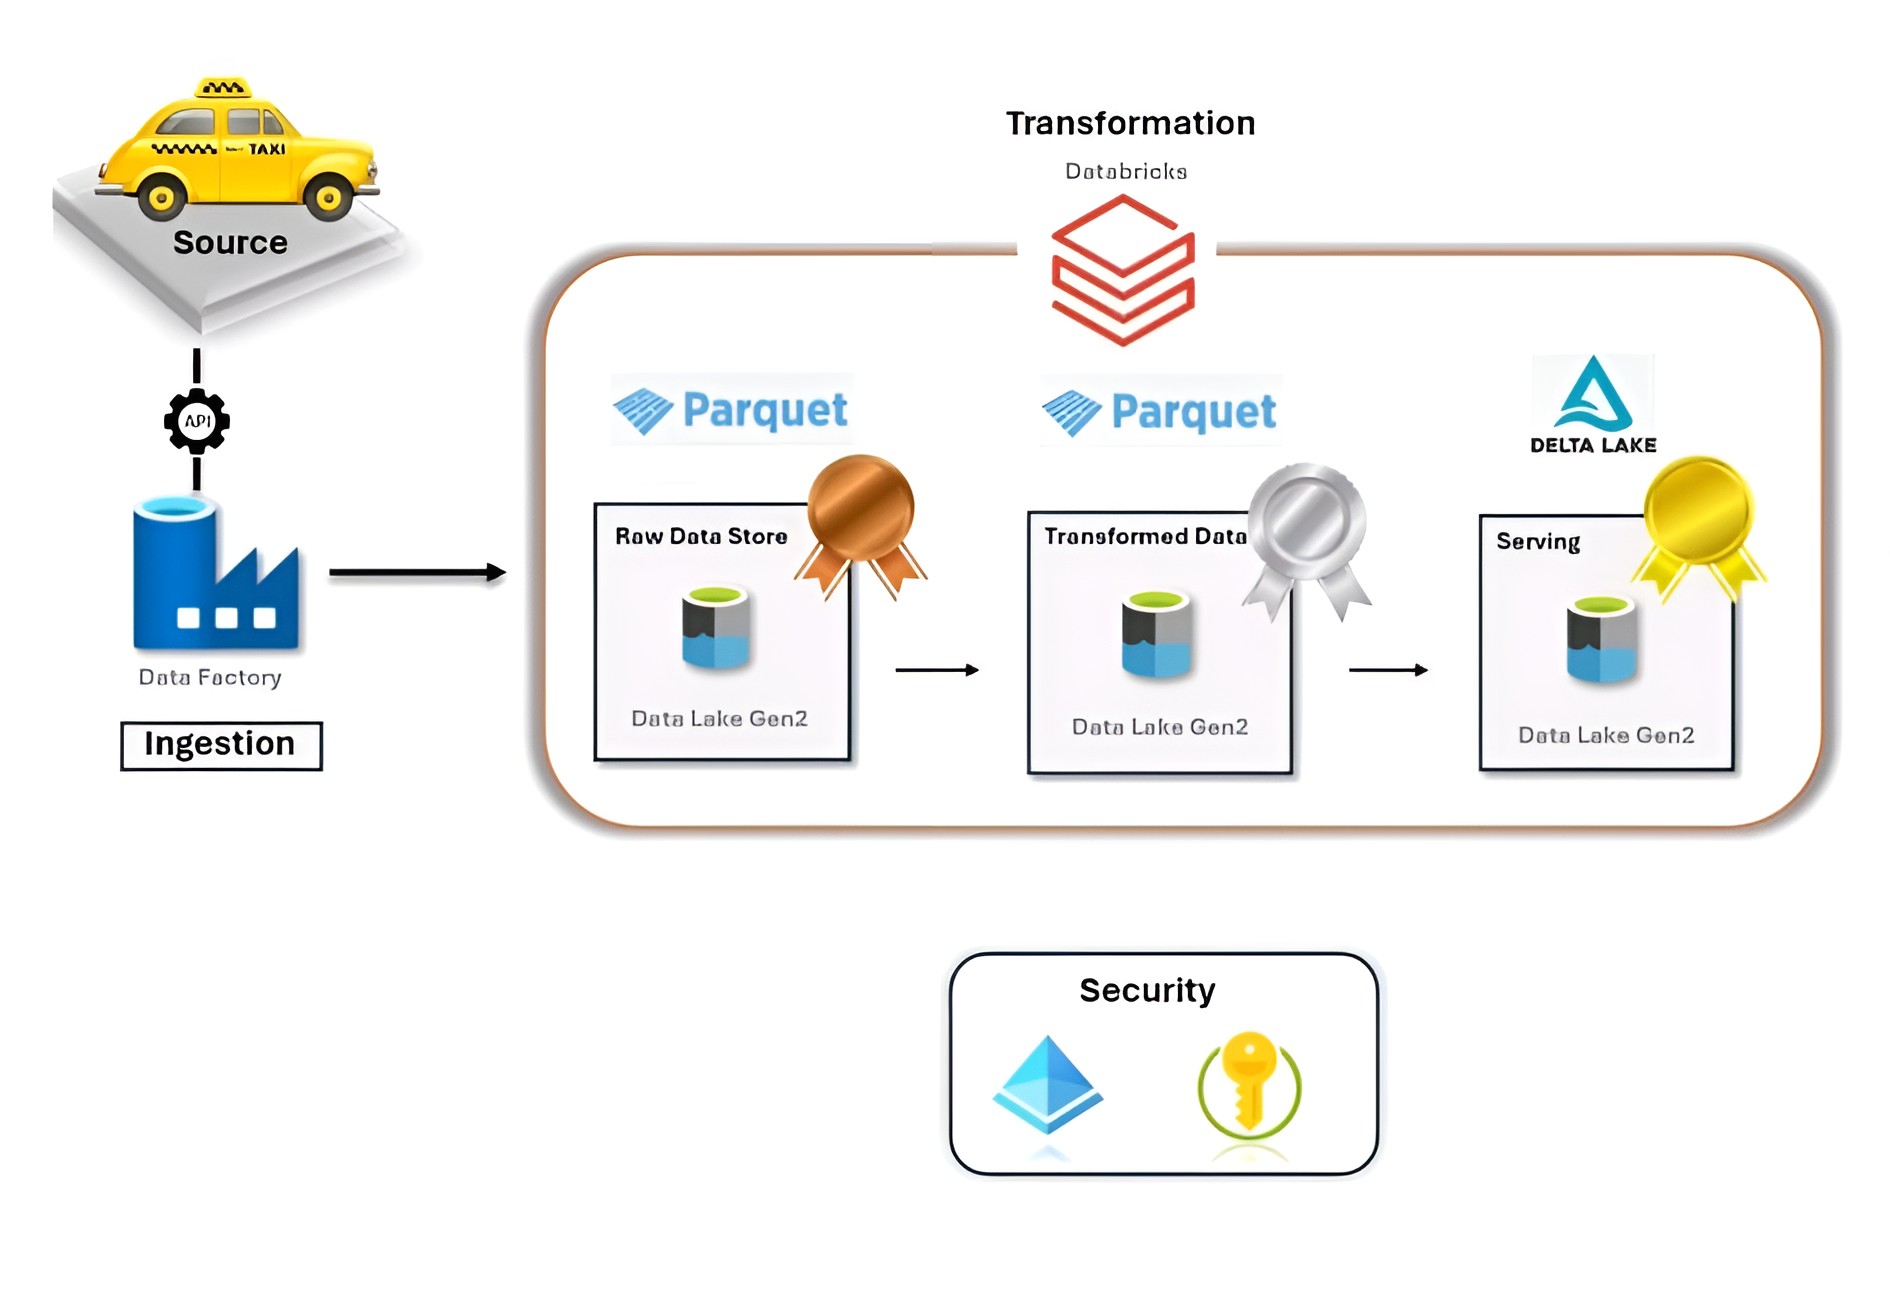 TAXI
Source
API
Data Factory
Ingestion
Transformation
Databricks
Parquet
Raw Data Store
Data Lake Gen2
Parquet
Transformed Data
Data Lake Gen2
DELTA LAKE
Serving
Data Lake Gen2
Security